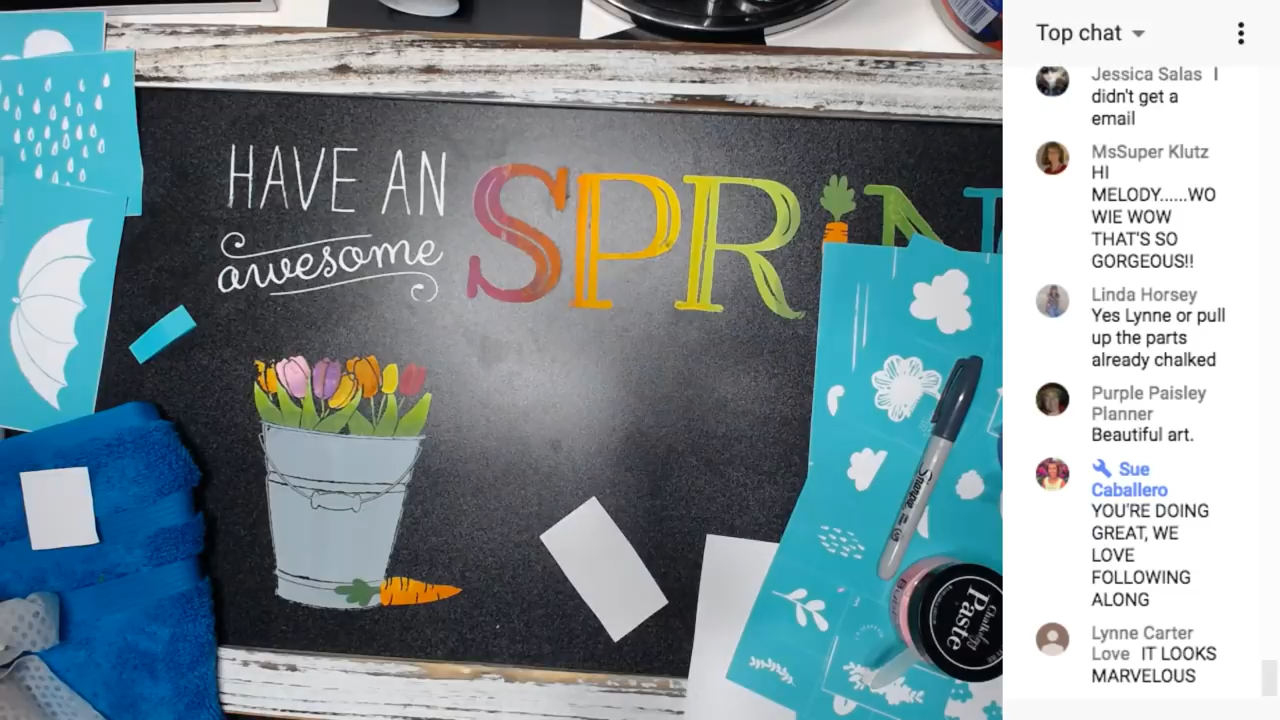 HAVE AN
awesome
SPRIN
Sharpie
Chalkology
Paste
Top chat
Jessica Salas I
didn't get a
email
MsSuper Klutz
HI
MELODY......WO
WIE WOW
THAT'S SO
GORGEOUS!!
Linda Horsey
Yes Lynne or pull
up the parts
already chalked
Purple Paisley
Planner
Beautiful art.
Sue
Caballero
YOU'RE DOING
GREAT, WE
LOVE
FOLLOWING
ALONG
Lynne Carter
Love IT LOOKS
MARVELOUS